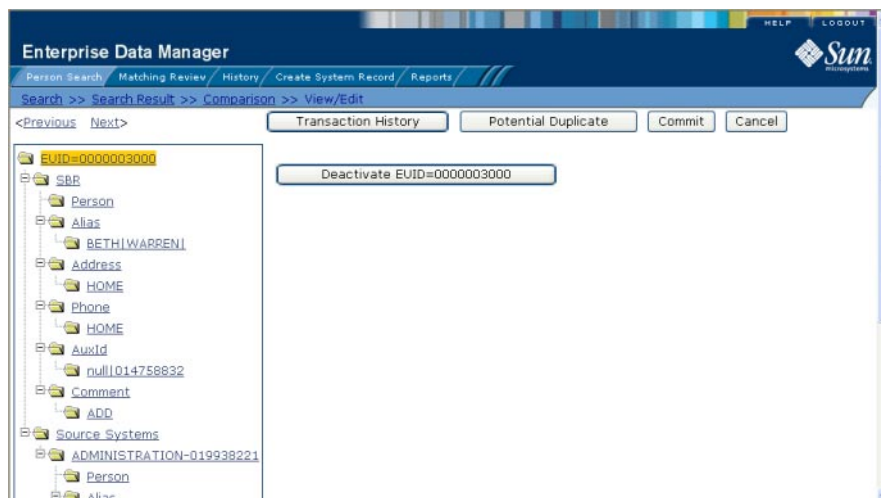 HELP LOGOUT
Enterprise Data Manager
Sun
microsystems
Person Search Matching Review History Create System Record Reports
Search >> Search Result >> Comparison >> View/Edit
<Previous Next>
Transaction History Potential Duplicate Commit Cancel
EUID=0000003000
Deactivate EUID=0000003000
SBR
Person
Alias
BETH|WARREN|
Address
HOME
Phone
HOME
AuxId
null|014758832
Comment
ADD
Source Systems
ADMINISTRATION-019938221
Person
Alias